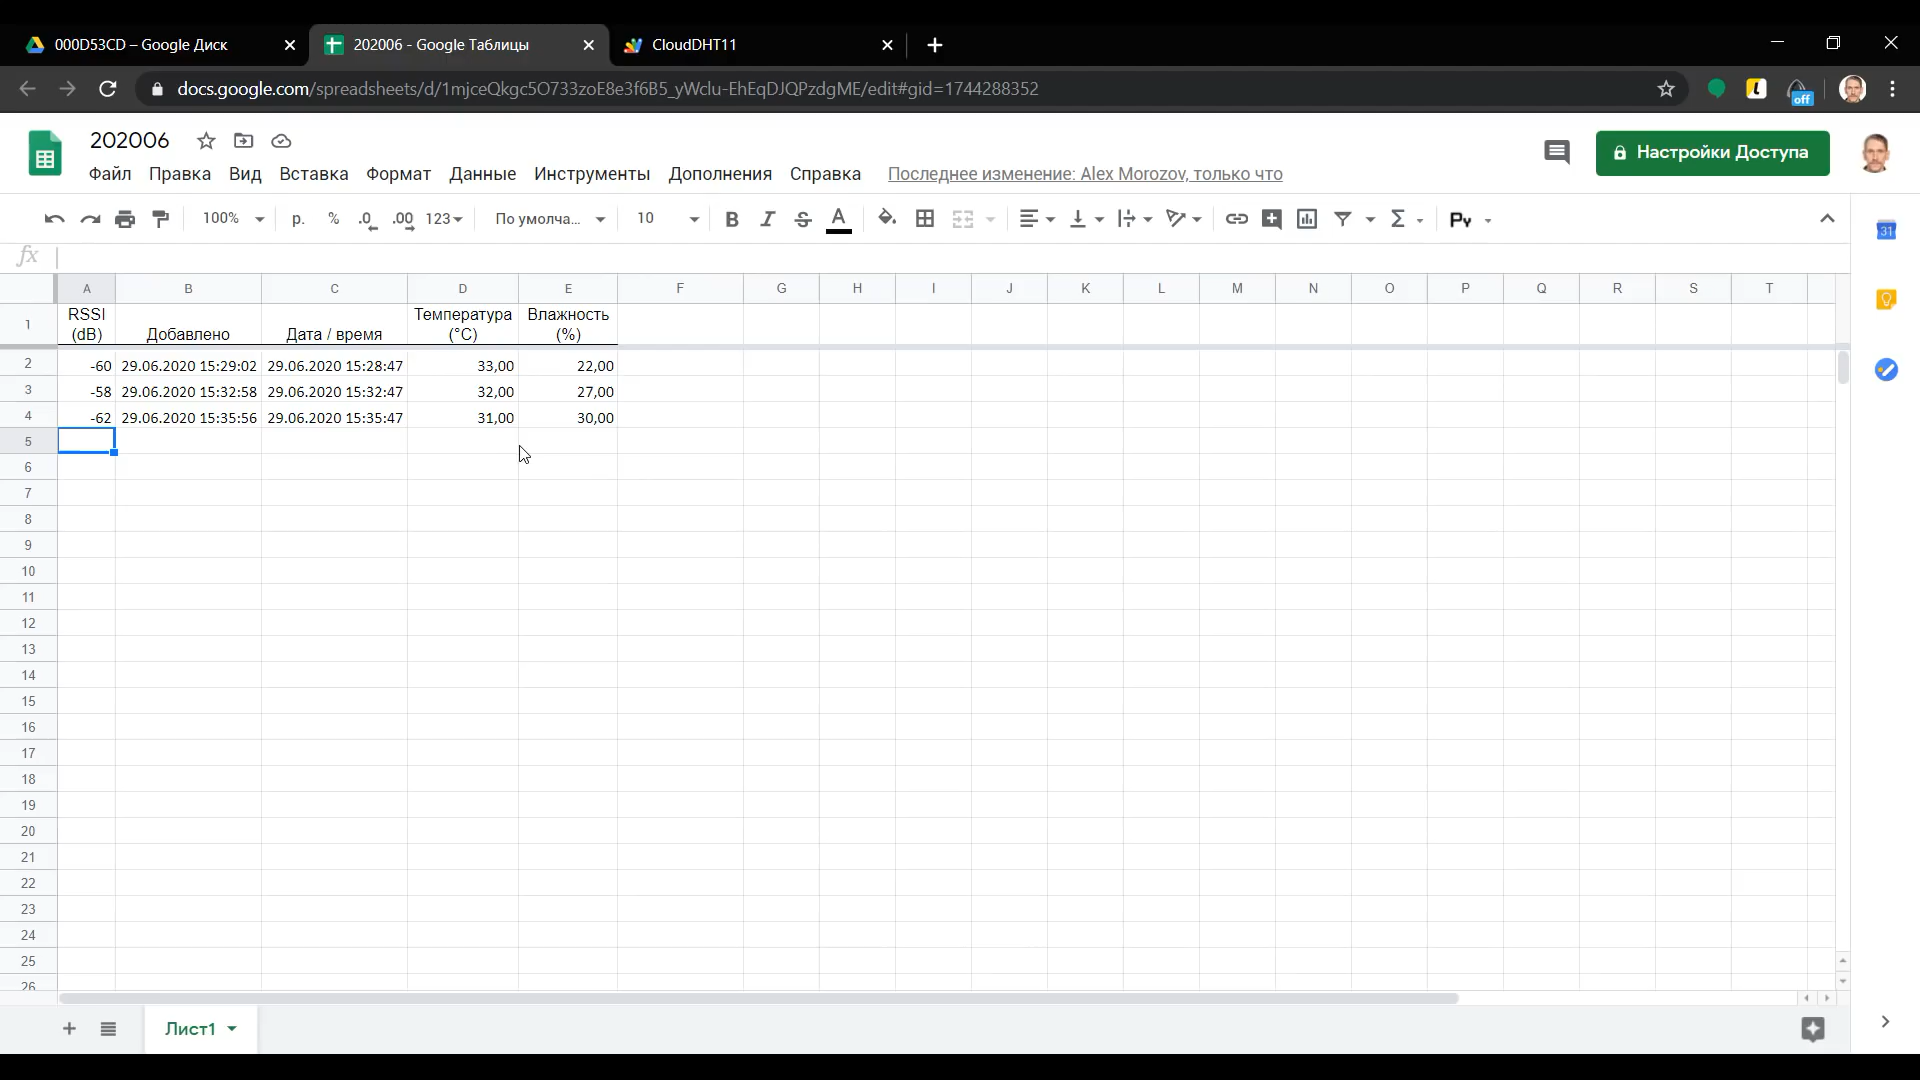 000D53CD – Google Диск
202006 - Google Таблицы
CloudDHT11
docs.google.com/spreadsheets/d/1mjceQkgc5O733zoE8e3f6B5_yWclu-EhEqDJQPzdgME/edit#gid=1744288352
off
202006
Файл Правка Вид Вставка Формат Данные Инструменты Дополнения Справка Последнее изменение: Alex Morozov, только что
Настройки Доступа
100% р. % .0 .00 123 По умолча... 10 B I S A Σ Py
31
fx
A B C D E F G H I J K L M N O P Q R S T
1 RSSI (dB) Добавлено Дата / время Температура (°C) Влажность (%)
2 -60 29.06.2020 15:29:02 29.06.2020 15:28:47 33,00 22,00
3 -58 29.06.2020 15:32:58 29.06.2020 15:32:47 32,00 27,00
4 -62 29.06.2020 15:35:56 29.06.2020 15:35:47 31,00 30,00
5
6
7
8
9
10
11
12
13
14
15
16
17
18
19
20
21
22
23
24
25
26
Лист1